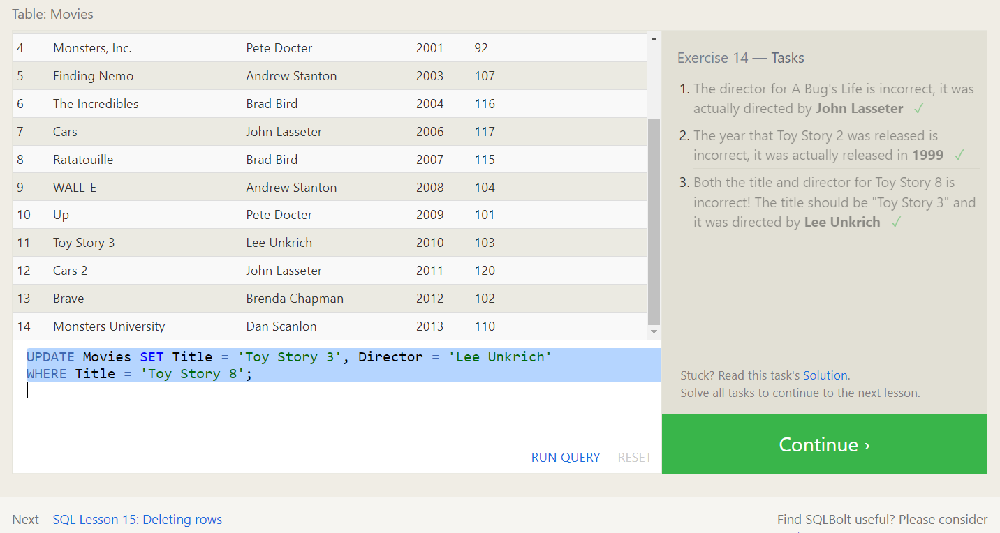 Table: Movies
4 Monsters, Inc. Pete Docter 2001 92
5 Finding Nemo Andrew Stanton 2003 107
6 The Incredibles Brad Bird 2004 116
7 Cars John Lasseter 2006 117
8 Ratatouille Brad Bird 2007 115
9 WALL-E Andrew Stanton 2008 104
10 Up Pete Docter 2009 101
11 Toy Story 3 Lee Unkrich 2010 103
12 Cars 2 John Lasseter 2011 120
13 Brave Brenda Chapman 2012 102
14 Monsters University Dan Scanlon 2013 110
UPDATE Movies SET Title = 'Toy Story 3', Director = 'Lee Unkrich'
WHERE Title = 'Toy Story 8';
RUN QUERY RESET
Exercise 14 — Tasks
1. The director for A Bug's Life is incorrect, it was
actually directed by John Lasseter ✓
2. The year that Toy Story 2 was released is
incorrect, it was actually released in 1999 ✓
3. Both the title and director for Toy Story 8 is
incorrect! The title should be "Toy Story 3" and
it was directed by Lee Unkrich ✓
Stuck? Read this task's Solution.
Solve all tasks to continue to the next lesson.
Continue ›
Next – SQL Lesson 15: Deleting rows
Find SQLBolt useful? Please consider